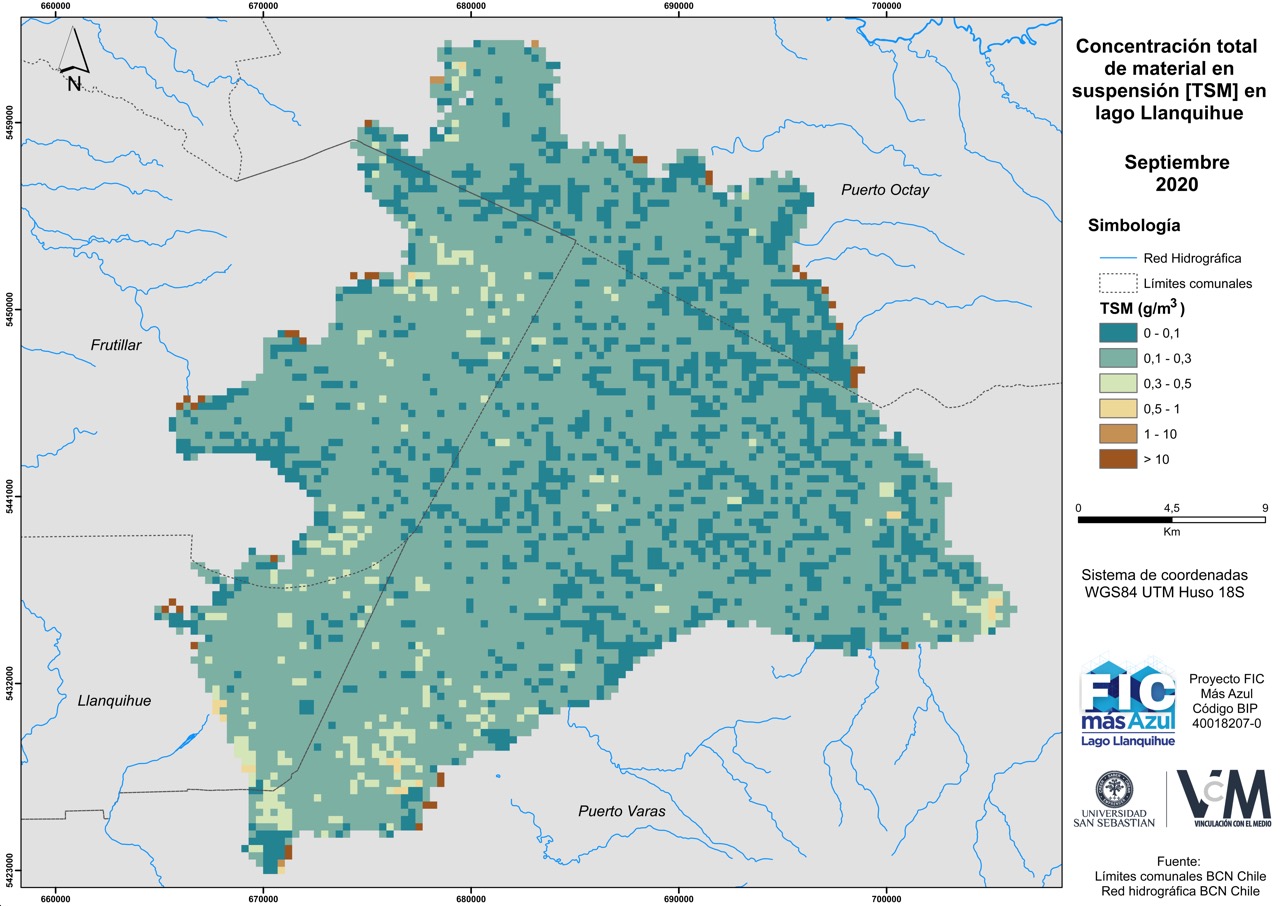 660000
670000
680000
690000
700000
Concentración total
de material en
suspensión [TSM] en
lago Llanquihue
Septiembre
2020
Simbología
Red Hidrográfica
Límites comunales
TSM (g/m³)
0 - 0,1
0,1 - 0,3
0,3 - 0,5
0,5 - 1
1 - 10
> 10
0
4,5
9
Km
Sistema de coordenadas
WGS84 UTM Huso 18S
FIC
más Azul
Lago Llanquihue
Proyecto FIC
Más Azul
Código BIP
40018207-0
UNIVERSIDAD
SAN SEBASTIAN
VcM
VINCULACIÓN CON EL MEDIO
Fuente:
Límites comunales BCN Chile
Red hidrográfica BCN Chile
N
Puerto Octay
Frutillar
Llanquihue
Puerto Varas
5459000
5450000
5441000
5432000
5423000
660000
670000
680000
690000
700000